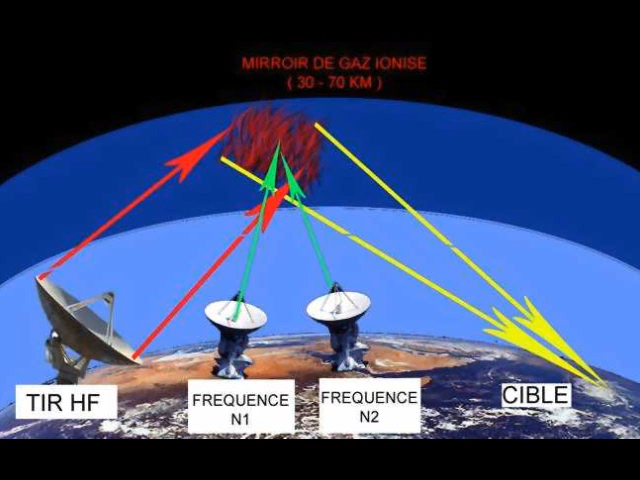 MIRROIR DE GAZ IONISE
( 30 - 70 KM )
TIR HF
FREQUENCE
N1
FREQUENCE
N2
CIBLE